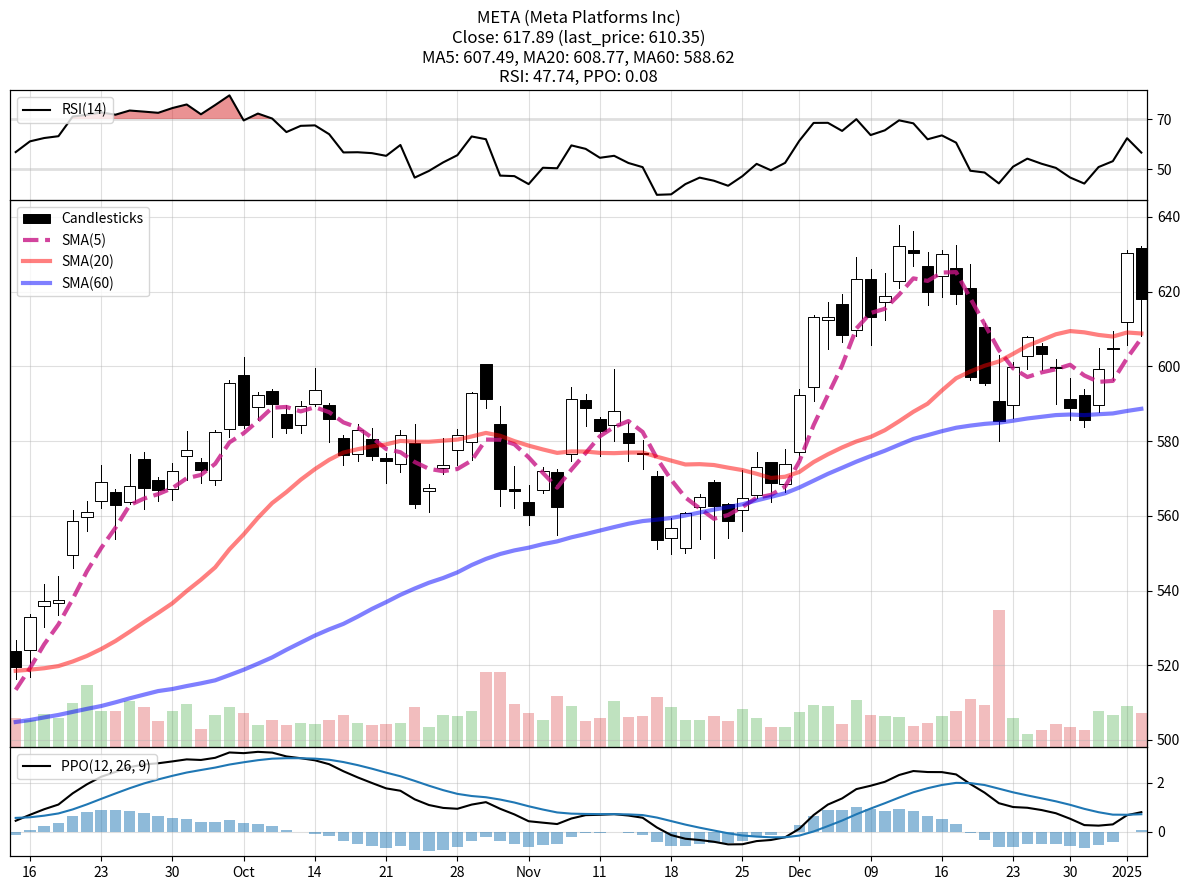 META (Meta Platforms Inc)
Close: 617.89 (last_price: 610.35)
MA5: 607.49, MA20: 608.77, MA60: 588.62
RSI: 47.74, PPO: 0.08
RSI(14)
70
50
Candlesticks
SMA(5)
SMA(20)
SMA(60)
640
620
600
580
560
540
520
500
PPO(12, 26, 9)
2
0
16 23 30 Oct 14 21 28 Nov 11 18 25 Dec 09 16 23 30 2025